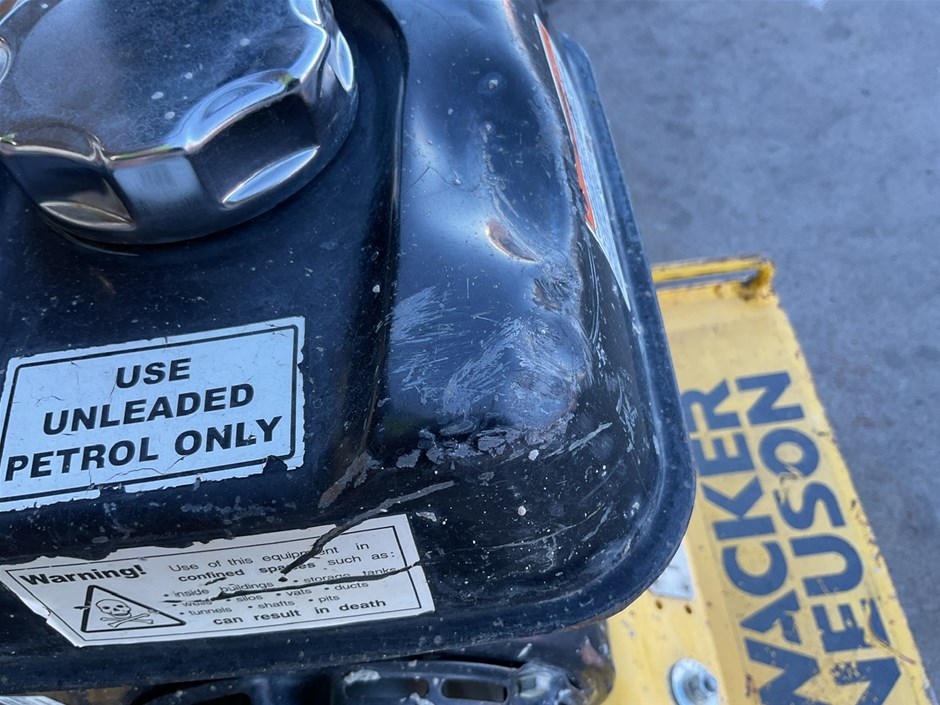 USE
UNLEADED
PETROL ONLY
Warning!
Use of this equipment in
confined spaces such as:
• inside buildings • storage tanks
• wells • silos • vats • ducts
• tunnels • shafts • pits
can result in death
WACKER
NEUSON